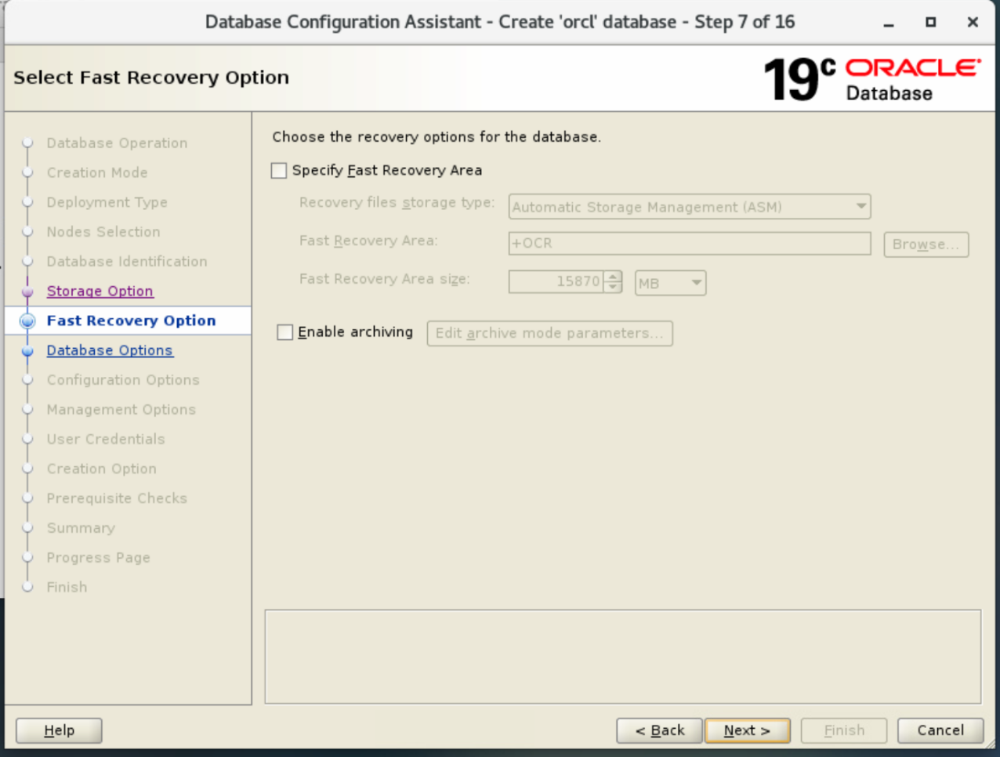 Database Configuration Assistant - Create 'orcl' database - Step 7 of 16
Select Fast Recovery Option
19c ORACLE
Database
Database Operation
Creation Mode
Deployment Type
Nodes Selection
Database Identification
Storage Option
Fast Recovery Option
Database Options
Configuration Options
Management Options
User Credentials
Creation Option
Prerequisite Checks
Summary
Progress Page
Finish
Choose the recovery options for the database.
Specify Fast Recovery Area
Recovery files storage type: Automatic Storage Management (ASM)
Fast Recovery Area: +OCR Browse...
Fast Recovery Area size: 15870 MB
Enable archiving Edit archive mode parameters...
Help < Back Next > Finish Cancel